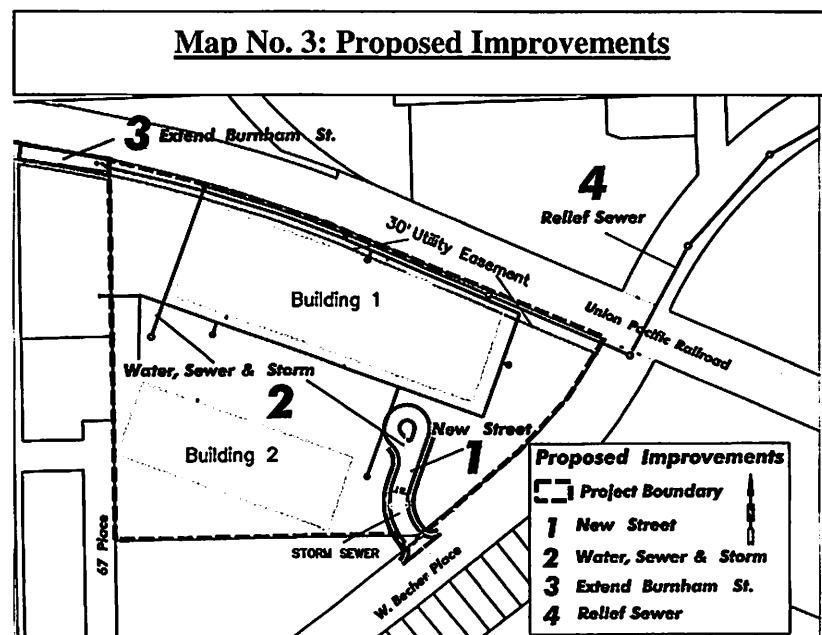 Map No. 3: Proposed Improvements
3 Extend Burnham St.
4
Relief Sewer
30' Utility Easement
Building 1
Union Pacific Railroad
Water, Sewer & Storm
2
New Street
1
Building 2
STORM SEWER
67 Place
W. Becher Place
Proposed Improvements
Project Boundary
1 New Street
2 Water, Sewer & Storm
3 Extend Burnham St.
4 Relief Sewer
N